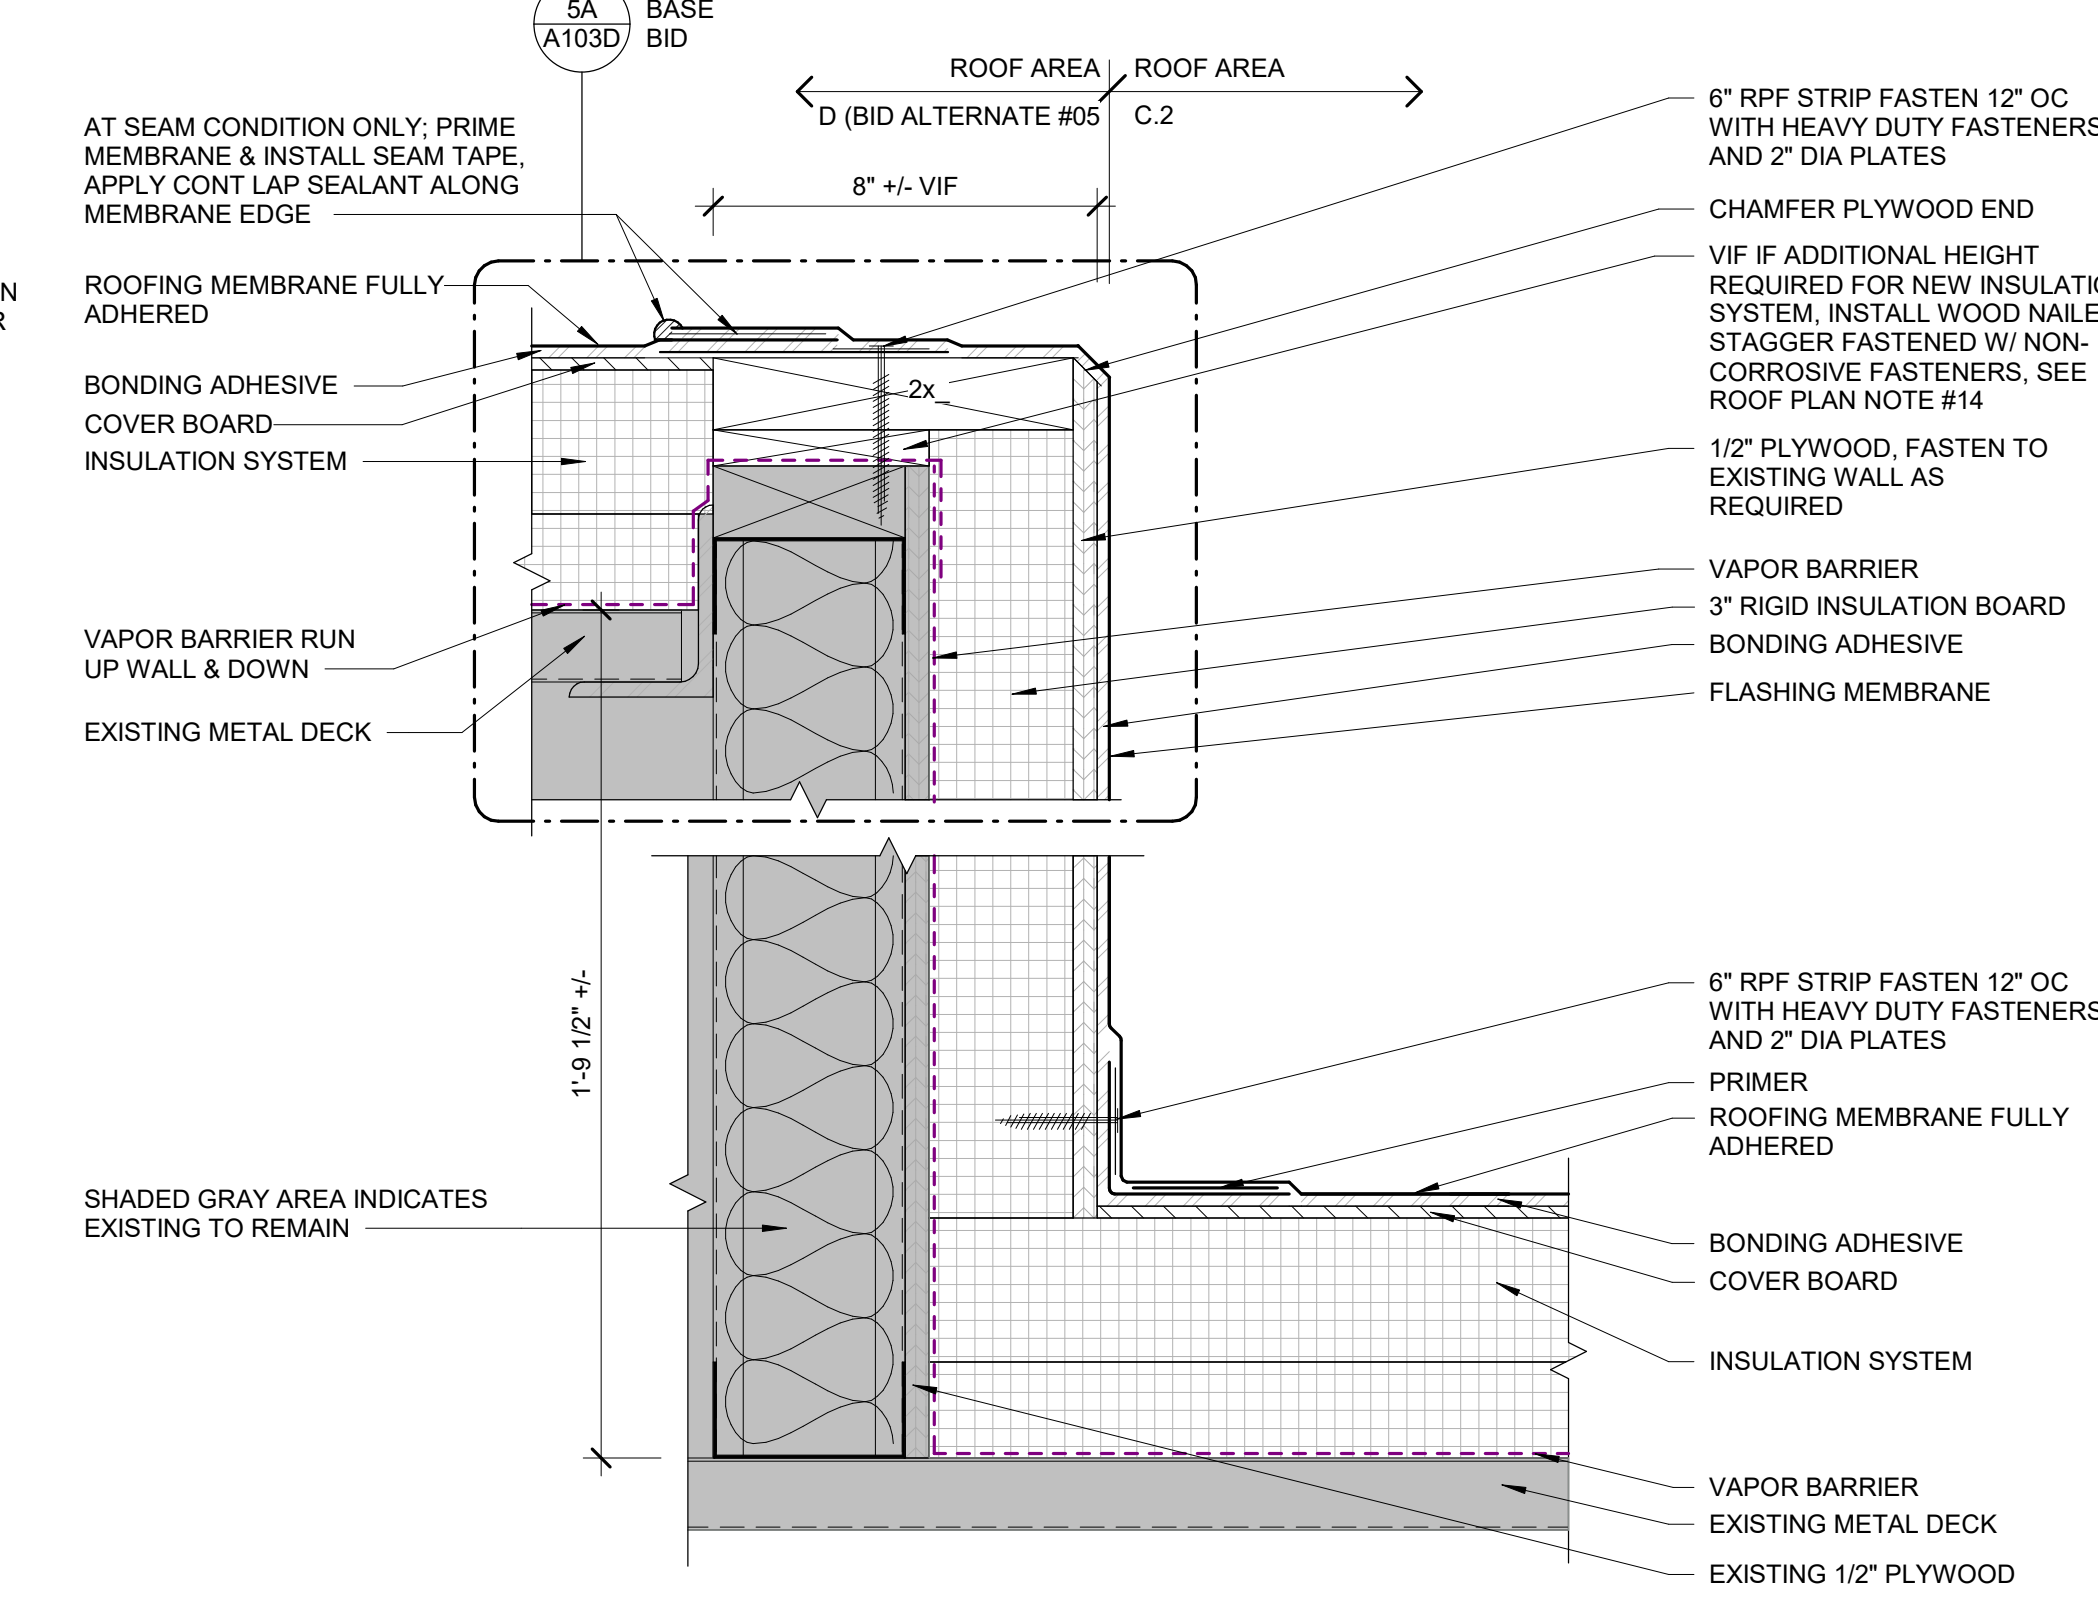 5A
A103D
BASE
BID
ROOF AREA
D (BID ALTERNATE #05
ROOF AREA
C.2
8" +/- VIF
N
R
AT SEAM CONDITION ONLY; PRIME
MEMBRANE & INSTALL SEAM TAPE,
APPLY CONT LAP SEALANT ALONG
MEMBRANE EDGE
ROOFING MEMBRANE FULLY
ADHERED
BONDING ADHESIVE
COVER BOARD
INSULATION SYSTEM
VAPOR BARRIER RUN
UP WALL & DOWN
EXISTING METAL DECK
2x_
1'-9 1/2" +/-
SHADED GRAY AREA INDICATES
EXISTING TO REMAIN
6" RPF STRIP FASTEN 12" OC
WITH HEAVY DUTY FASTENERS
AND 2" DIA PLATES
CHAMFER PLYWOOD END
VIF IF ADDITIONAL HEIGHT
REQUIRED FOR NEW INSULATIO
SYSTEM, INSTALL WOOD NAILE
STAGGER FASTENED W/ NON-
CORROSIVE FASTENERS, SEE
ROOF PLAN NOTE #14
1/2" PLYWOOD, FASTEN TO
EXISTING WALL AS
REQUIRED
VAPOR BARRIER
3" RIGID INSULATION BOARD
BONDING ADHESIVE
FLASHING MEMBRANE
6" RPF STRIP FASTEN 12" OC
WITH HEAVY DUTY FASTENERS
AND 2" DIA PLATES
PRIMER
ROOFING MEMBRANE FULLY
ADHERED
BONDING ADHESIVE
COVER BOARD
INSULATION SYSTEM
VAPOR BARRIER
EXISTING METAL DECK
EXISTING 1/2" PLYWOOD